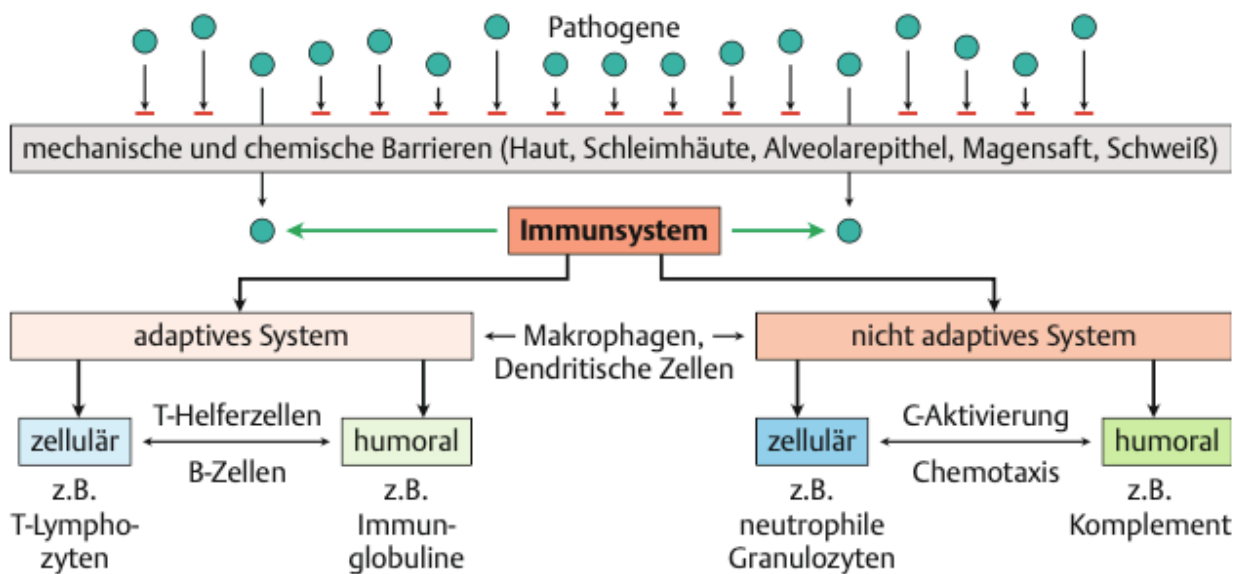 Pathogene
mechanische und chemische Barrieren (Haut, Schleimhäute, Alveolarepithel, Magensaft, Schweiß)
Immunsystem
adaptives System
Makrophagen,
Dendritische Zellen
nicht adaptives System
zellulär
T-Helferzellen
B-Zellen
humoral
zellulär
C-Aktivierung
Chemotaxis
humoral
z.B.
T-Lympho-
zyten
z.B.
Immun-
globuline
z.B.
neutrophile
Granulozyten
z.B.
Komplement